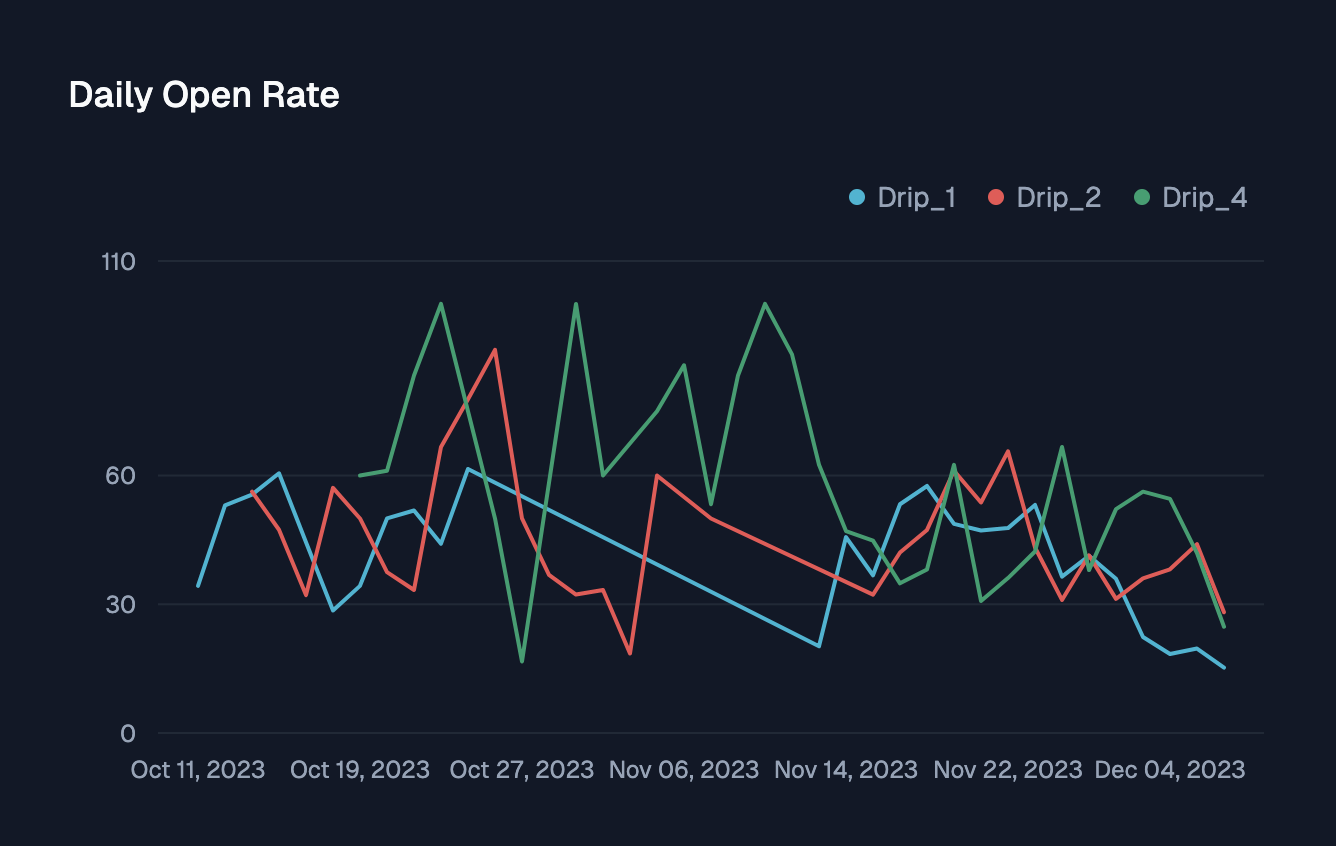 Daily Open Rate
Drip_1 Drip_2 Drip_4
110
60
30
0
Oct 11, 2023 Oct 19, 2023 Oct 27, 2023 Nov 06, 2023 Nov 14, 2023 Nov 22, 2023 Dec 04, 2023